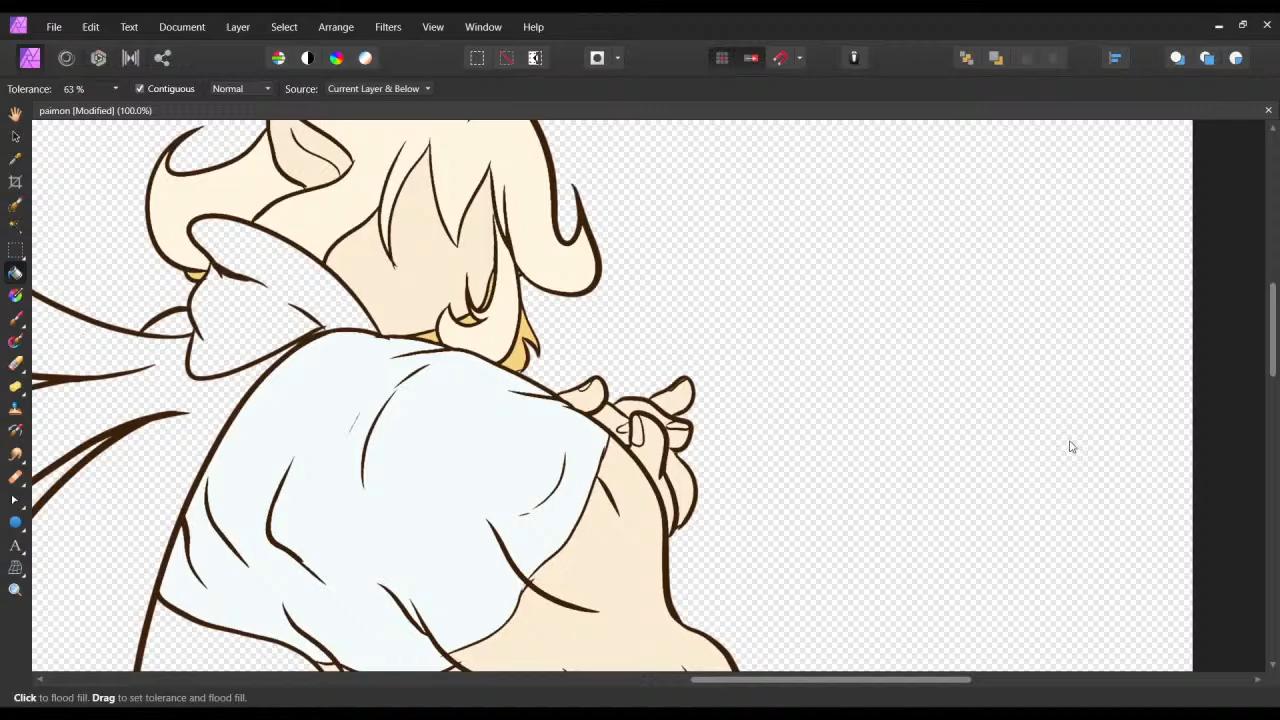 File Edit Text Document Layer Select Arrange Filters View Window Help
Tolerance: 63 % Contiguous Normal Source: Current Layer & Below
paimon [Modified] (100.0%)
Click to flood fill. Drag to set tolerance and flood fill.